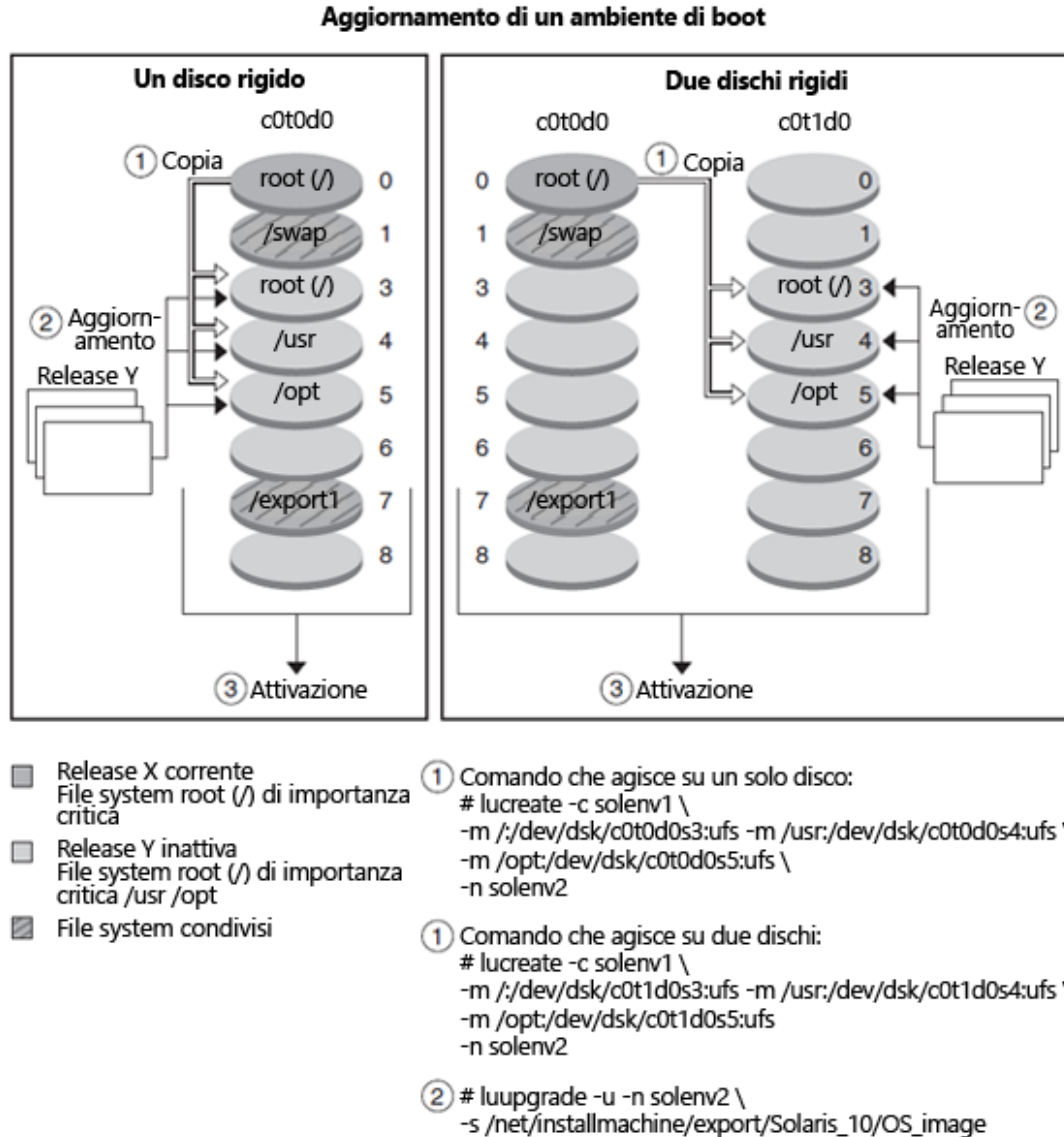 Aggiornamento di un ambiente di boot
Un disco rigido
c0t0d0
1 Copia
root (/) 0
/swap 1
root (/) 3
/usr 4
/opt 5
6
/export1 7
8
2 Aggiorn-
amento
Release Y
3 Attivazione
Due dischi rigidi
c0t0d0
c0t1d0
1 Copia
0 root (/)
1 /swap
3
4
5
6
7 /export1
8
0
1
root (/) 3
/usr 4
/opt 5
6
7
8
Aggiorn- 2
amento
Release Y
3 Attivazione
Release X corrente
File system root (/) di importanza
critica
Release Y inattiva
File system root (/) di importanza
critica /usr /opt
File system condivisi
1 Comando che agisce su un solo disco:
# lucreate -c solenv1 \
-m /:/dev/dsk/c0t0d0s3:ufs -m /usr:/dev/dsk/c0t0d0s4:ufs \
-m /opt:/dev/dsk/c0t0d0s5:ufs \
-n solenv2
1 Comando che agisce su due dischi:
# lucreate -c solenv1 \
-m /:/dev/dsk/c0t1d0s3:ufs -m /usr:/dev/dsk/c0t1d0s4:ufs \
-m /opt:/dev/dsk/c0t1d0s5:ufs
-n solenv2
2 # luupgrade -u -n solenv2 \
-s /net/installmachine/export/Solaris_10/OS_image